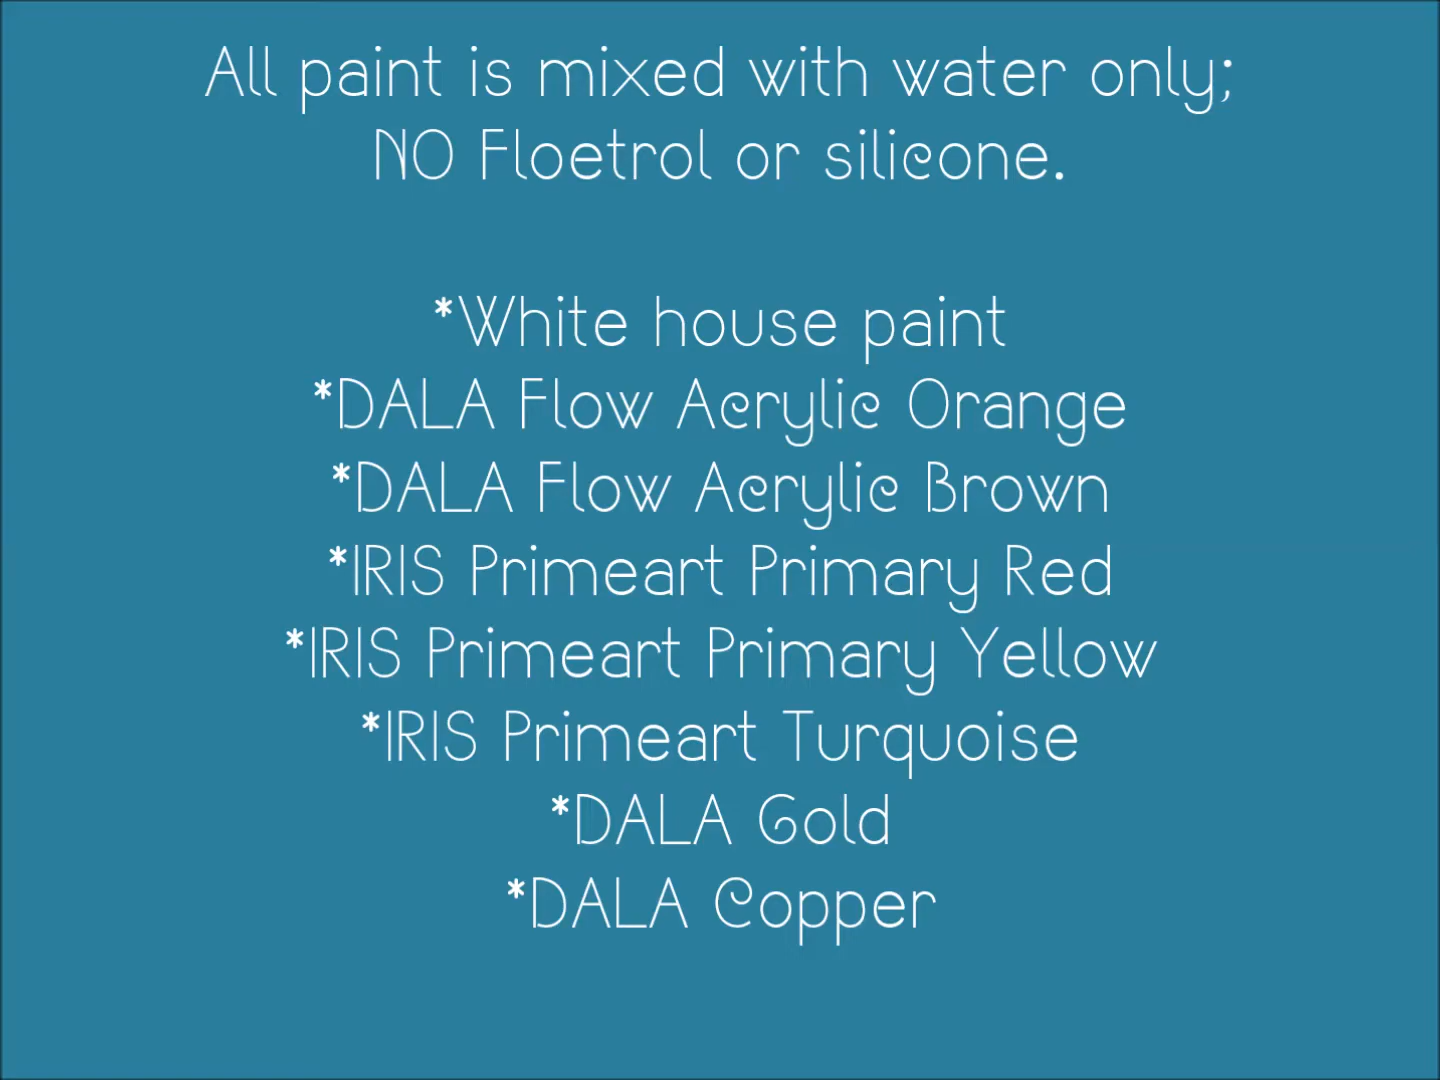 All paint is mixed with water only;
NO Floetrol or silicone.
*White house paint
*DALA Flow Acrylic Orange
*DALA Flow Acrylic Brown
*IRIS Primeart Primary Red
*IRIS Primeart Primary Yellow
*IRIS Primeart Turquoise
*DALA Gold
*DALA Copper